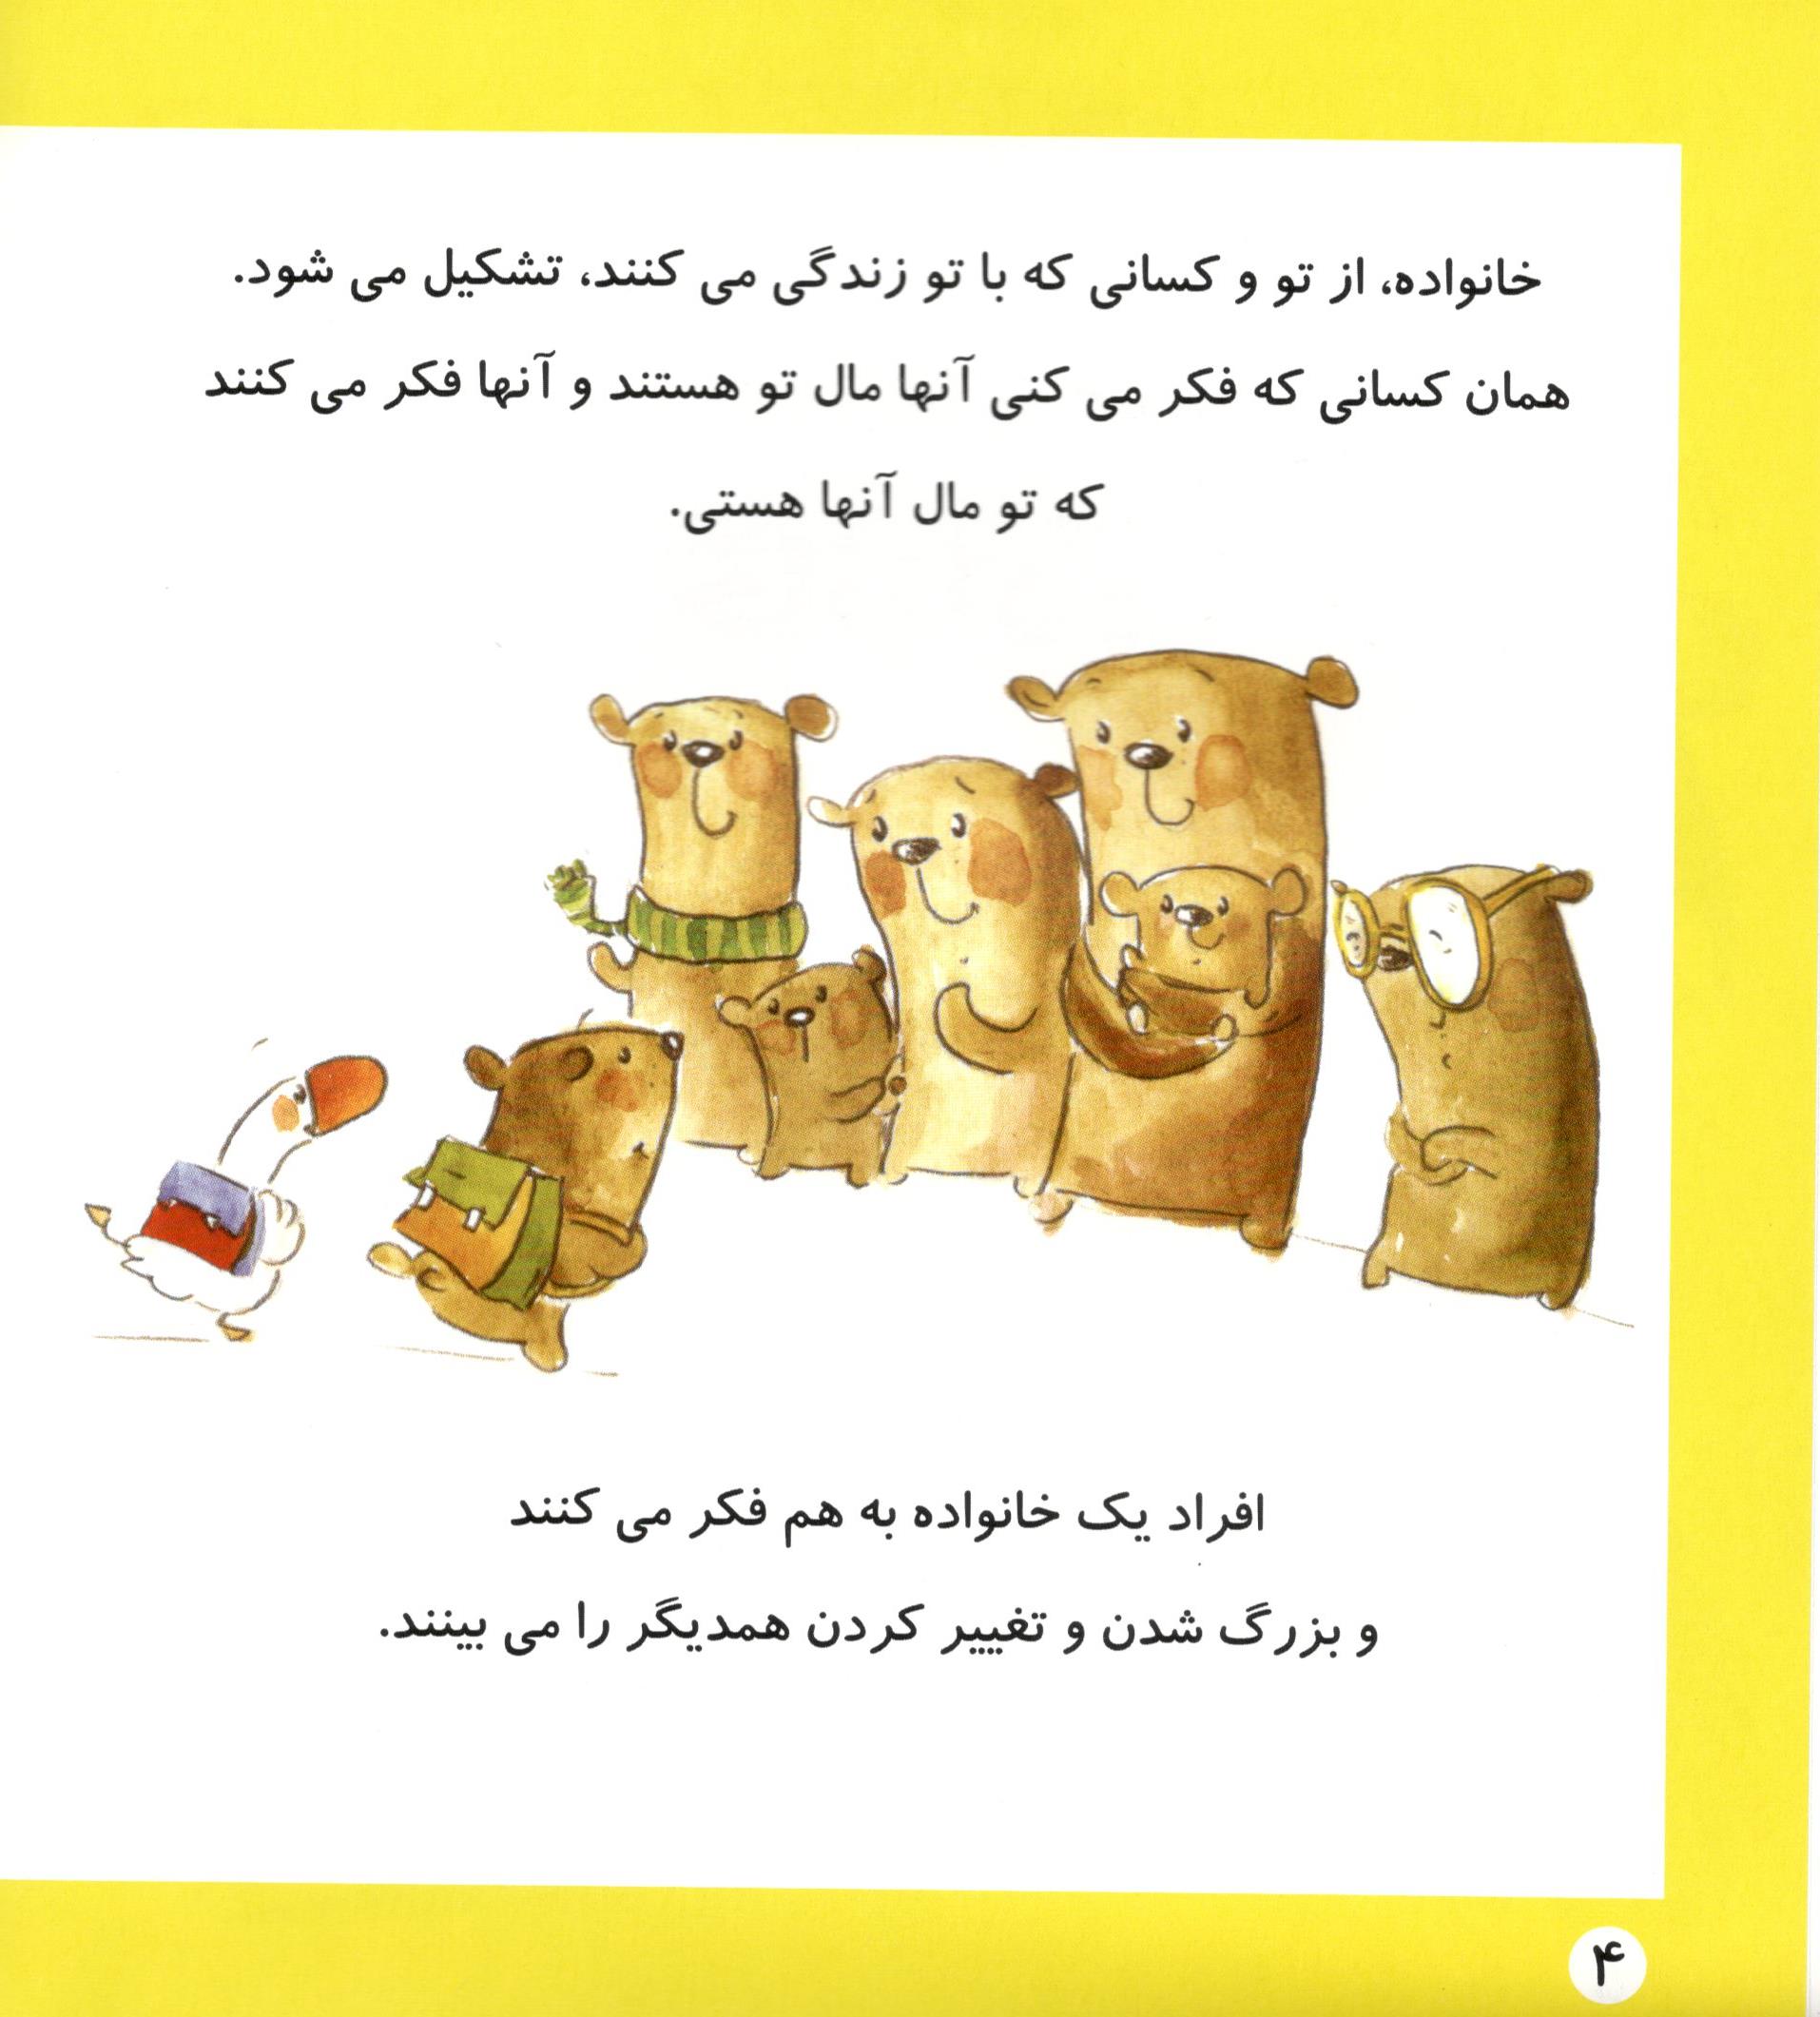 خانواده، از تو و کسانی که با تو زندگی می کنند، تشکیل می شود.
همان کسانی که فکر می کنی آنها مال تو هستند و آنها فکر می کنند
که تو مال آنها هستی.
افراد یک خانواده به هم فکر می کنند
و بزرگ شدن و تغییر کردن همدیگر را می بینند.
۴